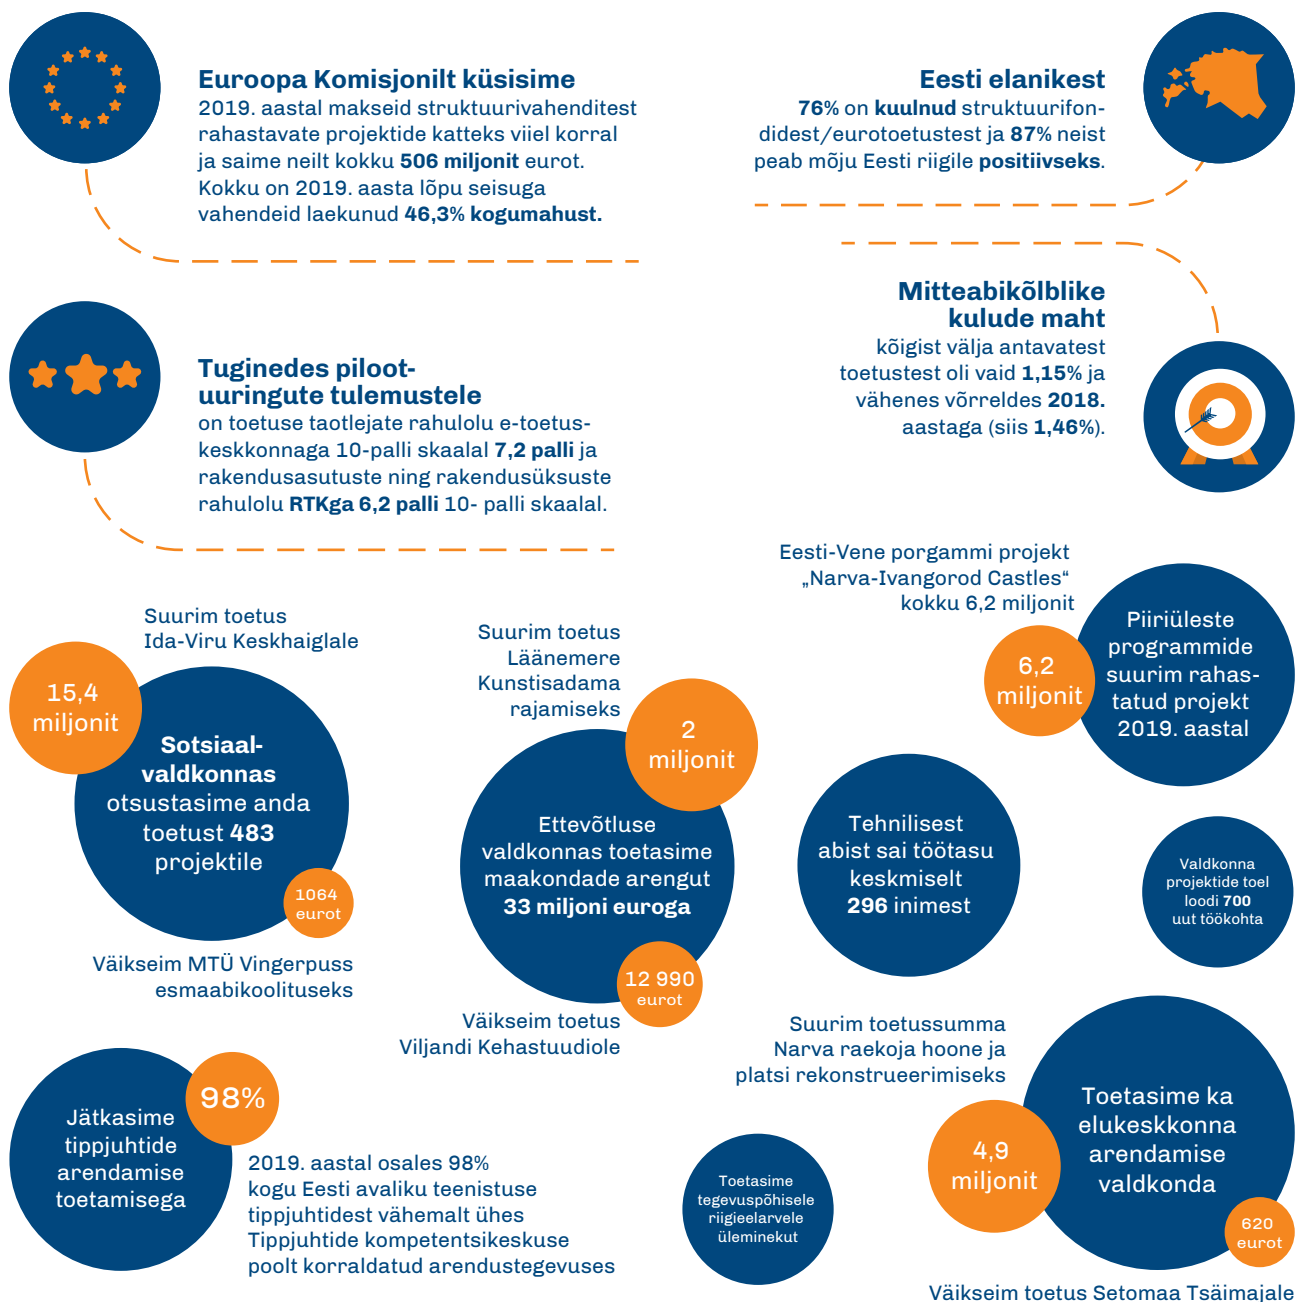 Euroopa Komisjonilt küsisime
2019. aastal makseid struktuurivahenditest
rahastavate projektide katteks viiel korral
ja saime neilt kokku 506 miljonit eurot.
Kokku on 2019. aasta lõpu seisuga
vahendeid laekunud 46,3% kogumahust.
Eesti elanikest
76% on kuulnud struktuurifon-
didest/eurotoetustest ja 87% neist
peab mõju Eesti riigile positiivseks.
Mitteabikõlblike
kulude maht
kõigist välja antavatest
toetustest oli vaid 1,15% ja
vähenes võrreldes 2018.
aastaga (siis 1,46%).
Tuginedes piloot-
uuringute tulemustele
on toetuse taotlejate rahulolu e-toetus-
keskkonnaga 10-palli skaalal 7,2 palli ja
rakendusasutuste ning rakendusüksuste
rahulolu RTKga 6,2 palli 10- palli skaalal.
Eesti-Vene porgammi projekt
„Narva-Ivangorod Castles“
kokku 6,2 miljonit
6,2
miljonit
Piiriüleste
programmide
suurim rahas-
tatud projekt
2019. aastal
Suurim toetus
Ida-Viru Keskhaiglale
15,4
miljonit
Sotsiaal-
valdkonnas
otsustasime anda
toetust 483
projektile
1064
eurot
Väikseim MTÜ Vingerpuss
esmaabikoolituseks
Suurim toetus
Läänemere
Kunstisadama
rajamiseks
2
miljonit
Ettevõtluse
valdkonnas toetasime
maakondade arengut
33 miljoni euroga
12 990
eurot
Väikseim toetus
Viljandi Kehastuudiole
Tehnilisest
abist sai töötasu
keskmiselt
296 inimest
Valdkonna
projektide toel
loodi 700
uut töökohta
Jätkasime
tippjuhtide
arendamise
toetamisega
98%
2019. aastal osales 98%
kogu Eesti avaliku teenistuse
tippjuhtidest vähemalt ühes
Tippjuhtide kompetentsikeskuse
poolt korraldatud arendustegevuses
Toetasime
tegevuspõhisele
riigieelarvele
üleminekut
Suurim toetussumma
Narva raekoja hoone ja
platsi rekonstrueerimiseks
4,9
miljonit
Toetasime ka
elukeskkonna
arendamise
valdkonda
620
eurot
Väikseim toetus Setomaa Tsäimajale